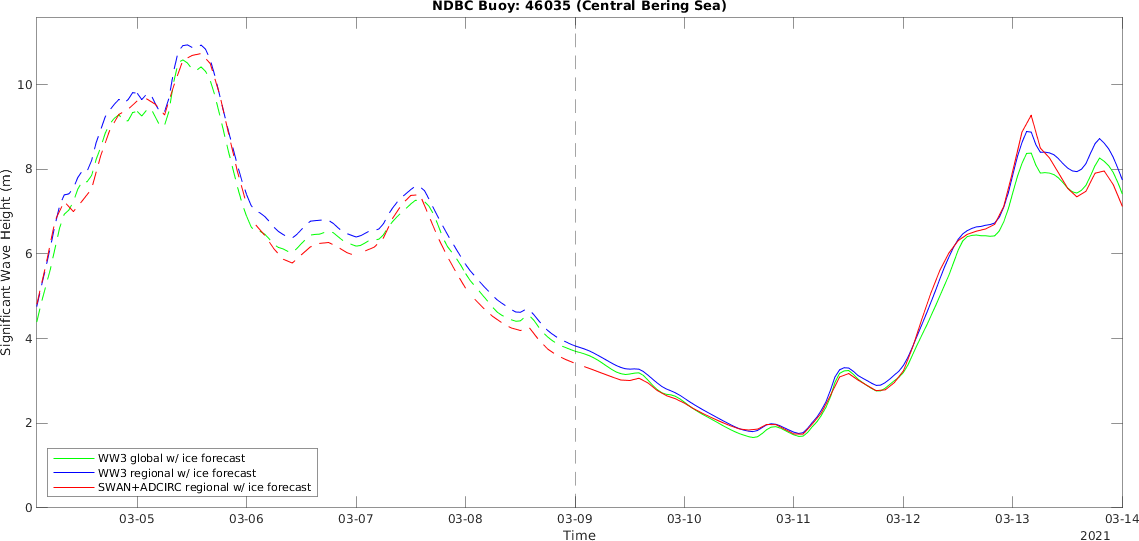 NDBC Buoy: 46035 (Central Bering Sea)
Significant Wave Height (m)
10
8
6
4
2
0
WW3 global w/ ice forecast
WW3 regional w/ ice forecast
SWAN+ADCIRC regional w/ ice forecast
03-05 03-06 03-07 03-08 03-09 03-10 03-11 03-12 03-13 03-14
Time
2021